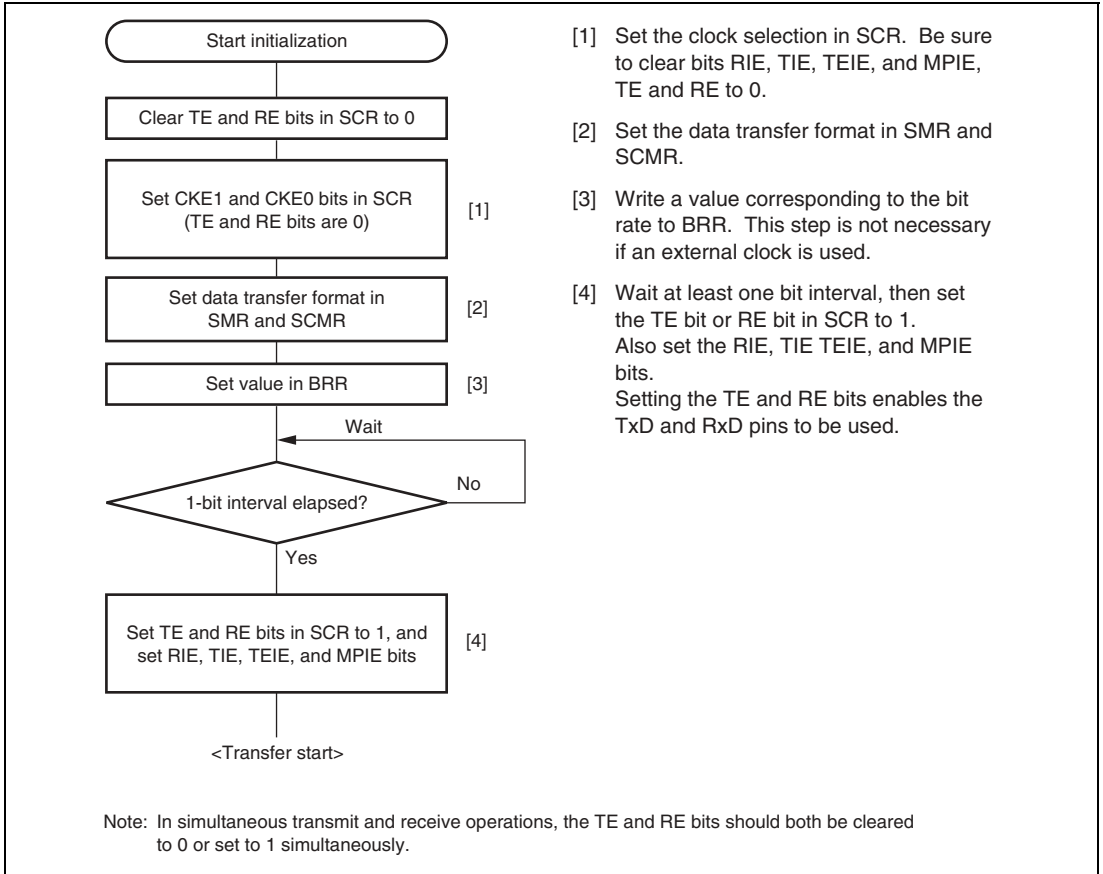 Start initialization
Clear TE and RE bits in SCR to 0
Set CKE1 and CKE0 bits in SCR
(TE and RE bits are 0)
[1]
Set data transfer format in
SMR and SCMR
[2]
Set value in BRR
[3]
Wait
No
1-bit interval elapsed?
Yes
Set TE and RE bits in SCR to 1, and
set RIE, TIE, TEIE, and MPIE bits
[4]
<Transfer start>
[1] Set the clock selection in SCR. Be sure
to clear bits RIE, TIE, TEIE, and MPIE,
TE and RE to 0.
[2] Set the data transfer format in SMR and
SCMR.
[3] Write a value corresponding to the bit
rate to BRR. This step is not necessary
if an external clock is used.
[4] Wait at least one bit interval, then set
the TE bit or RE bit in SCR to 1.
Also set the RIE, TIE TEIE, and MPIE
bits.
Setting the TE and RE bits enables the
TxD and RxD pins to be used.
Note: In simultaneous transmit and receive operations, the TE and RE bits should both be cleared
to 0 or set to 1 simultaneously.